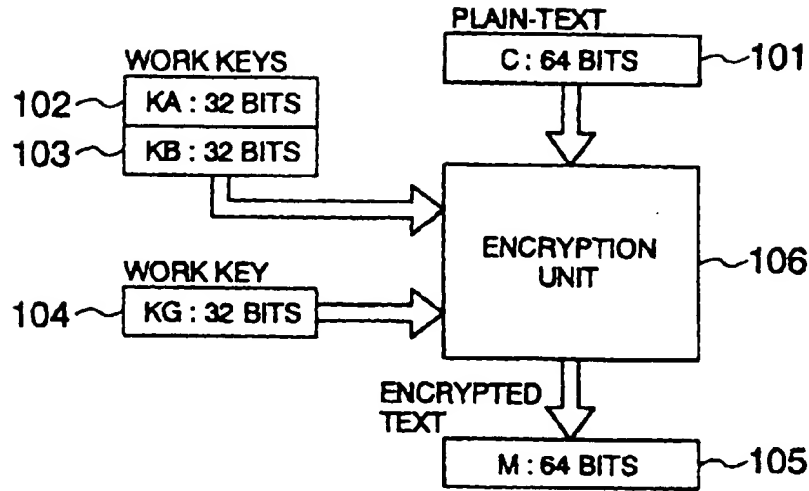 PLAIN-TEXT
C : 64 BITS
101
WORK KEYS
102
KA : 32 BITS
103
KB : 32 BITS
ENCRYPTION
UNIT
106
WORK KEY
104
KG : 32 BITS
ENCRYPTED
TEXT
M : 64 BITS
105